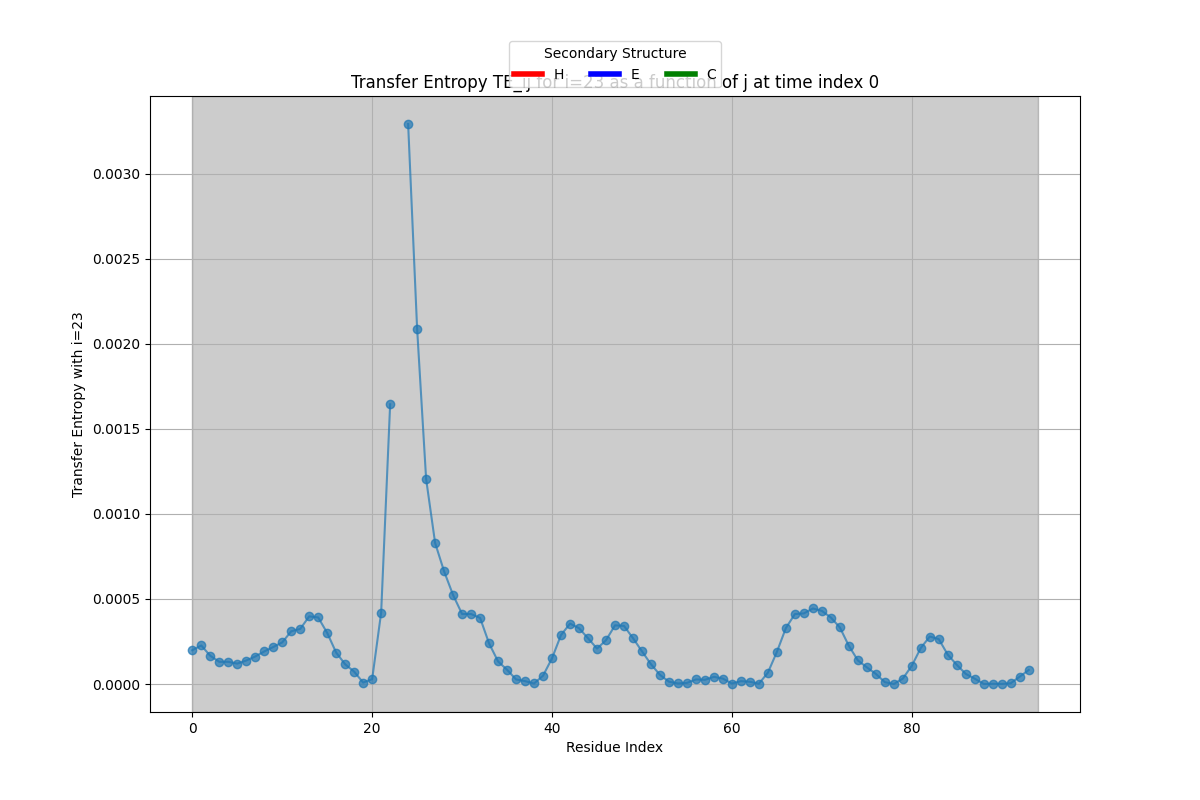 Secondary Structure
H E C
Transfer Entropy TE_ij for i=23 as a function of j at time index 0
0.0030
0.0025
0.0020
0.0015
0.0010
0.0005
0.0000
Transfer Entropy with i=23
0 20 40 60 80
Residue Index